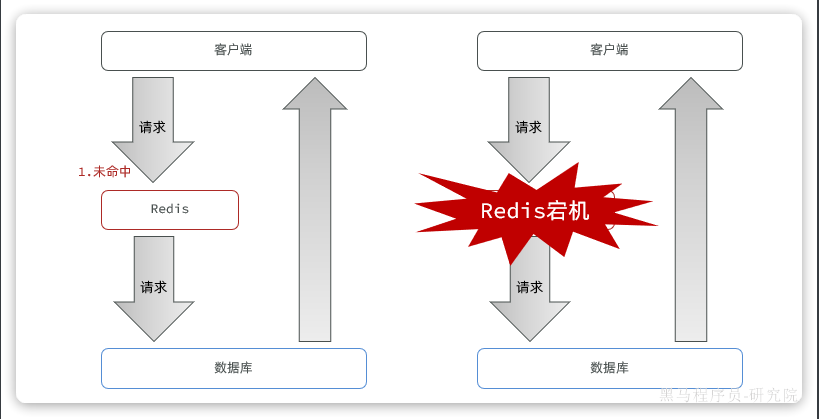 客户端
请求
1.未命中
Redis
请求
数据库
客户端
请求
Redis宕机
请求
数据库
黑马程序员-研究院